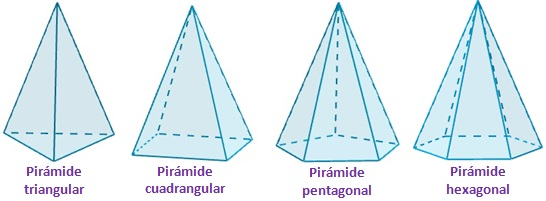 Pirámide
triangular
Pirámide
cuadrangular
Pirámide
pentagonal
Pirámide
hexagonal